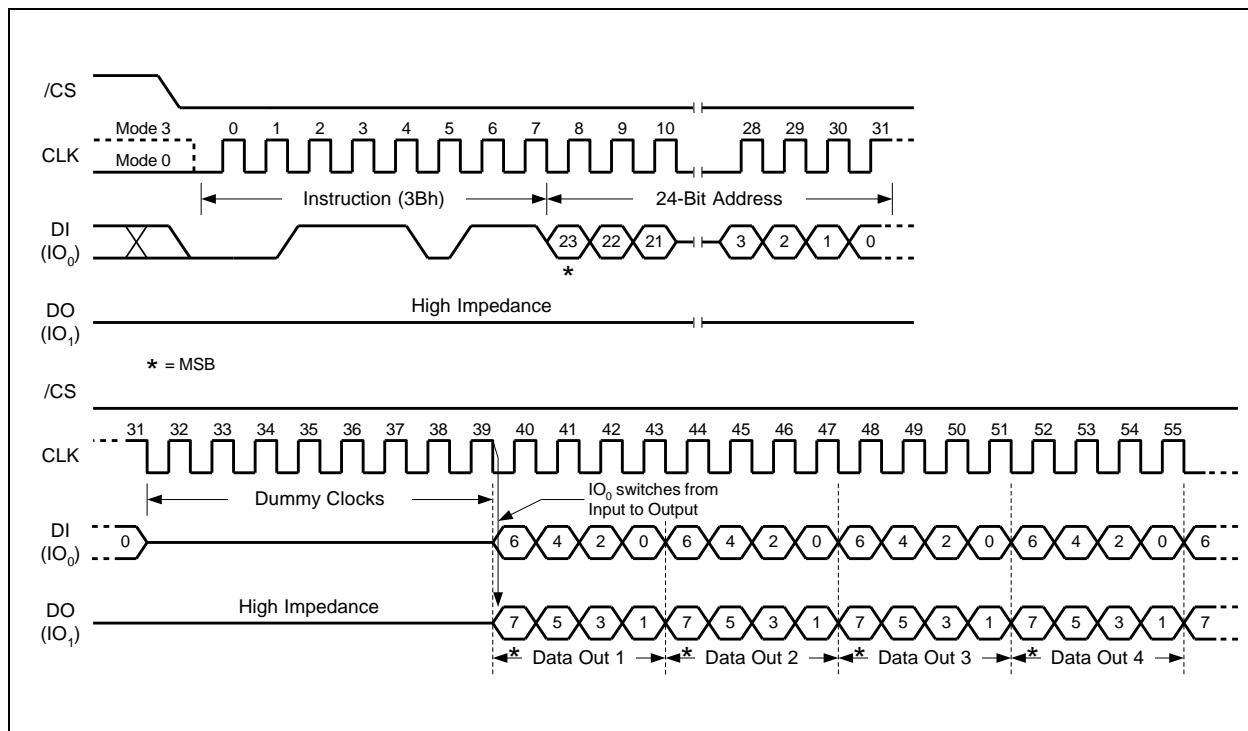 /CS
Mode 3 0 1 2 3 4 5 6 7 8 9 10 28 29 30 31
CLK Mode 0
Instruction (3Bh) 24-Bit Address
DI
(IO0) 23 22 21 3 2 1 0
*
High Impedance
DO
(IO1)
* = MSB
/CS
31 32 33 34 35 36 37 38 39 40 41 42 43 44 45 46 47 48 49 50 51 52 53 54 55
CLK
Dummy Clocks
IO0 switches from
Input to Output
DI
(IO0) 0 6 4 2 0 6 4 2 0 6 4 2 0 6 4 2 0 6
High Impedance
DO
(IO1) 7 5 3 1 7 5 3 1 7 5 3 1 7 5 3 1 7
* Data Out 1 * Data Out 2 * Data Out 3 * Data Out 4